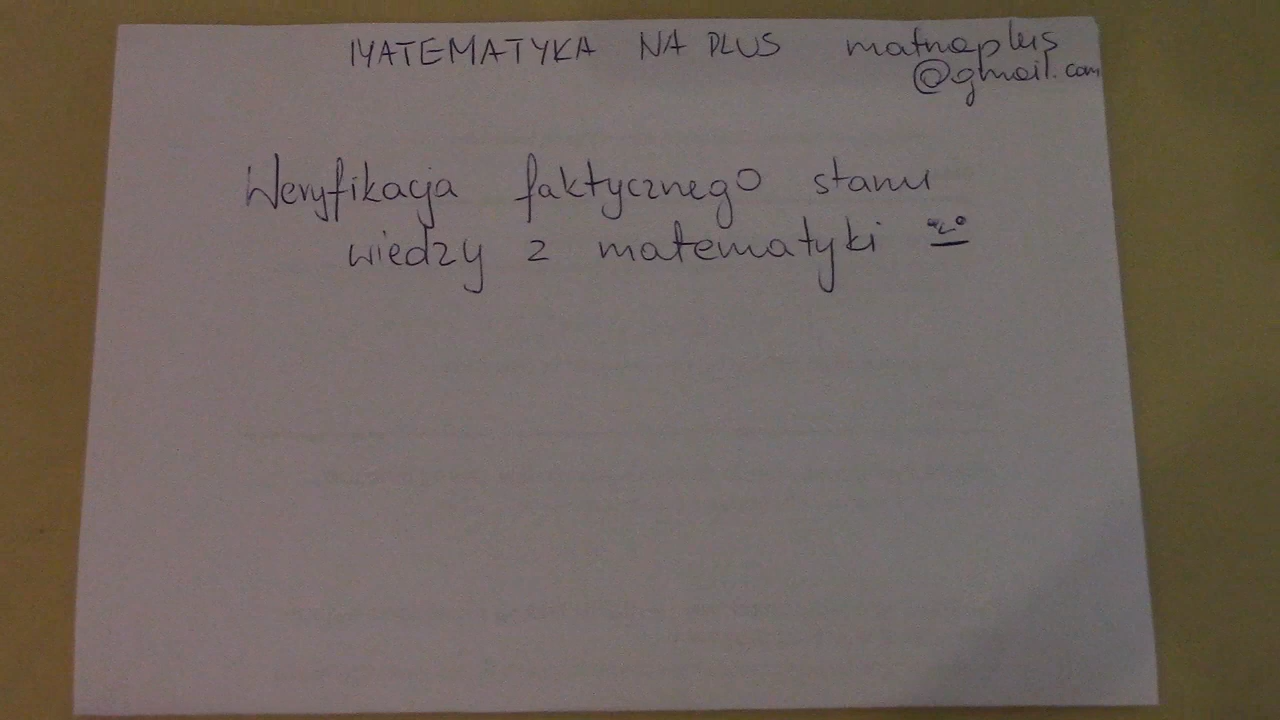 MATEMATYKA NA PLUS matnaplus
@gmail.com
Weryfikacja faktycznego stanu
wiedzy z matematyki